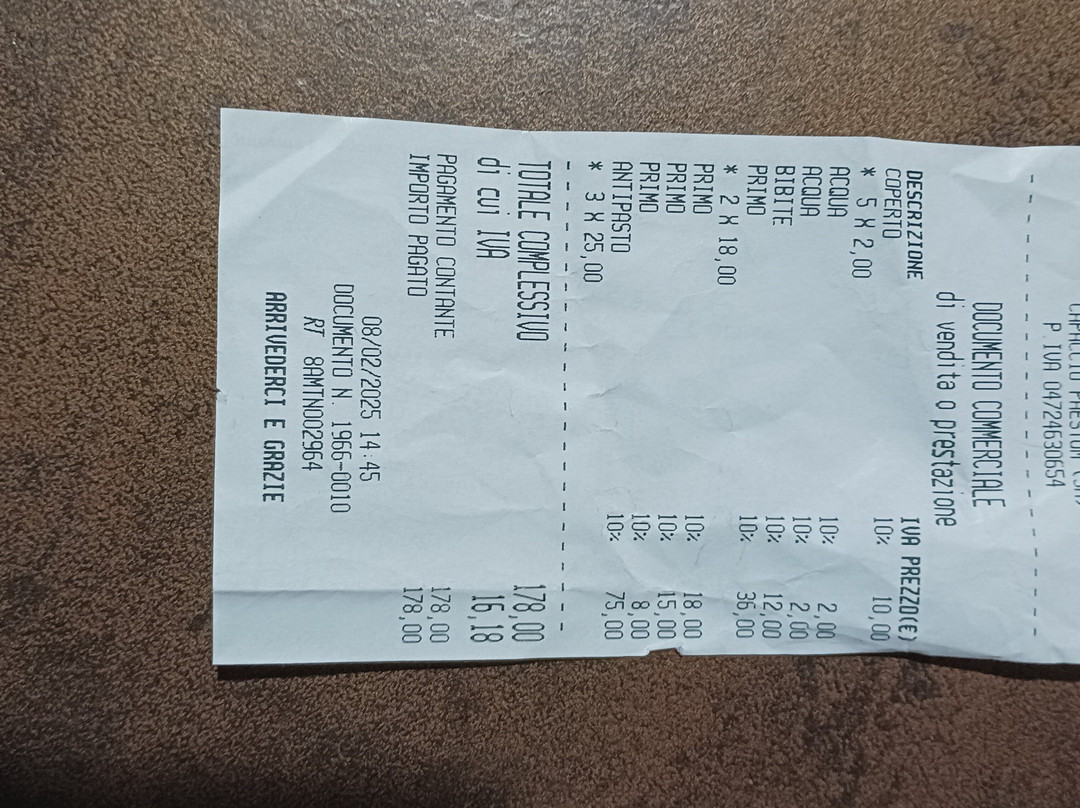 CAPACCIO PAESTUM (SA)
P.IVA 04724630654
DOCUMENTO COMMERCIALE
di vendita o prestazione
DESCRIZIONE IVA PREZZO(€)
COPERTO 10% 10,00
* 5 X 2,00
ACQUA 10% 2,00
ACQUA 10% 2,00
BIBITE 10% 12,00
PRIMO 10% 36,00
* 2 X 18,00
PRIMO 10% 18,00
PRIMO 10% 15,00
PRIMO 10% 8,00
ANTIPASTO 10% 75,00
* 3 X 25,00
TOTALE COMPLESSIVO 178,00
di cui IVA 16,18
PAGAMENTO CONTANTE 178,00
IMPORTO PAGATO 178,00
08/02/2025 14:45
DOCUMENTO N. 1966-0010
RT 8AMTN002964
ARRIVEDERCI E GRAZIE